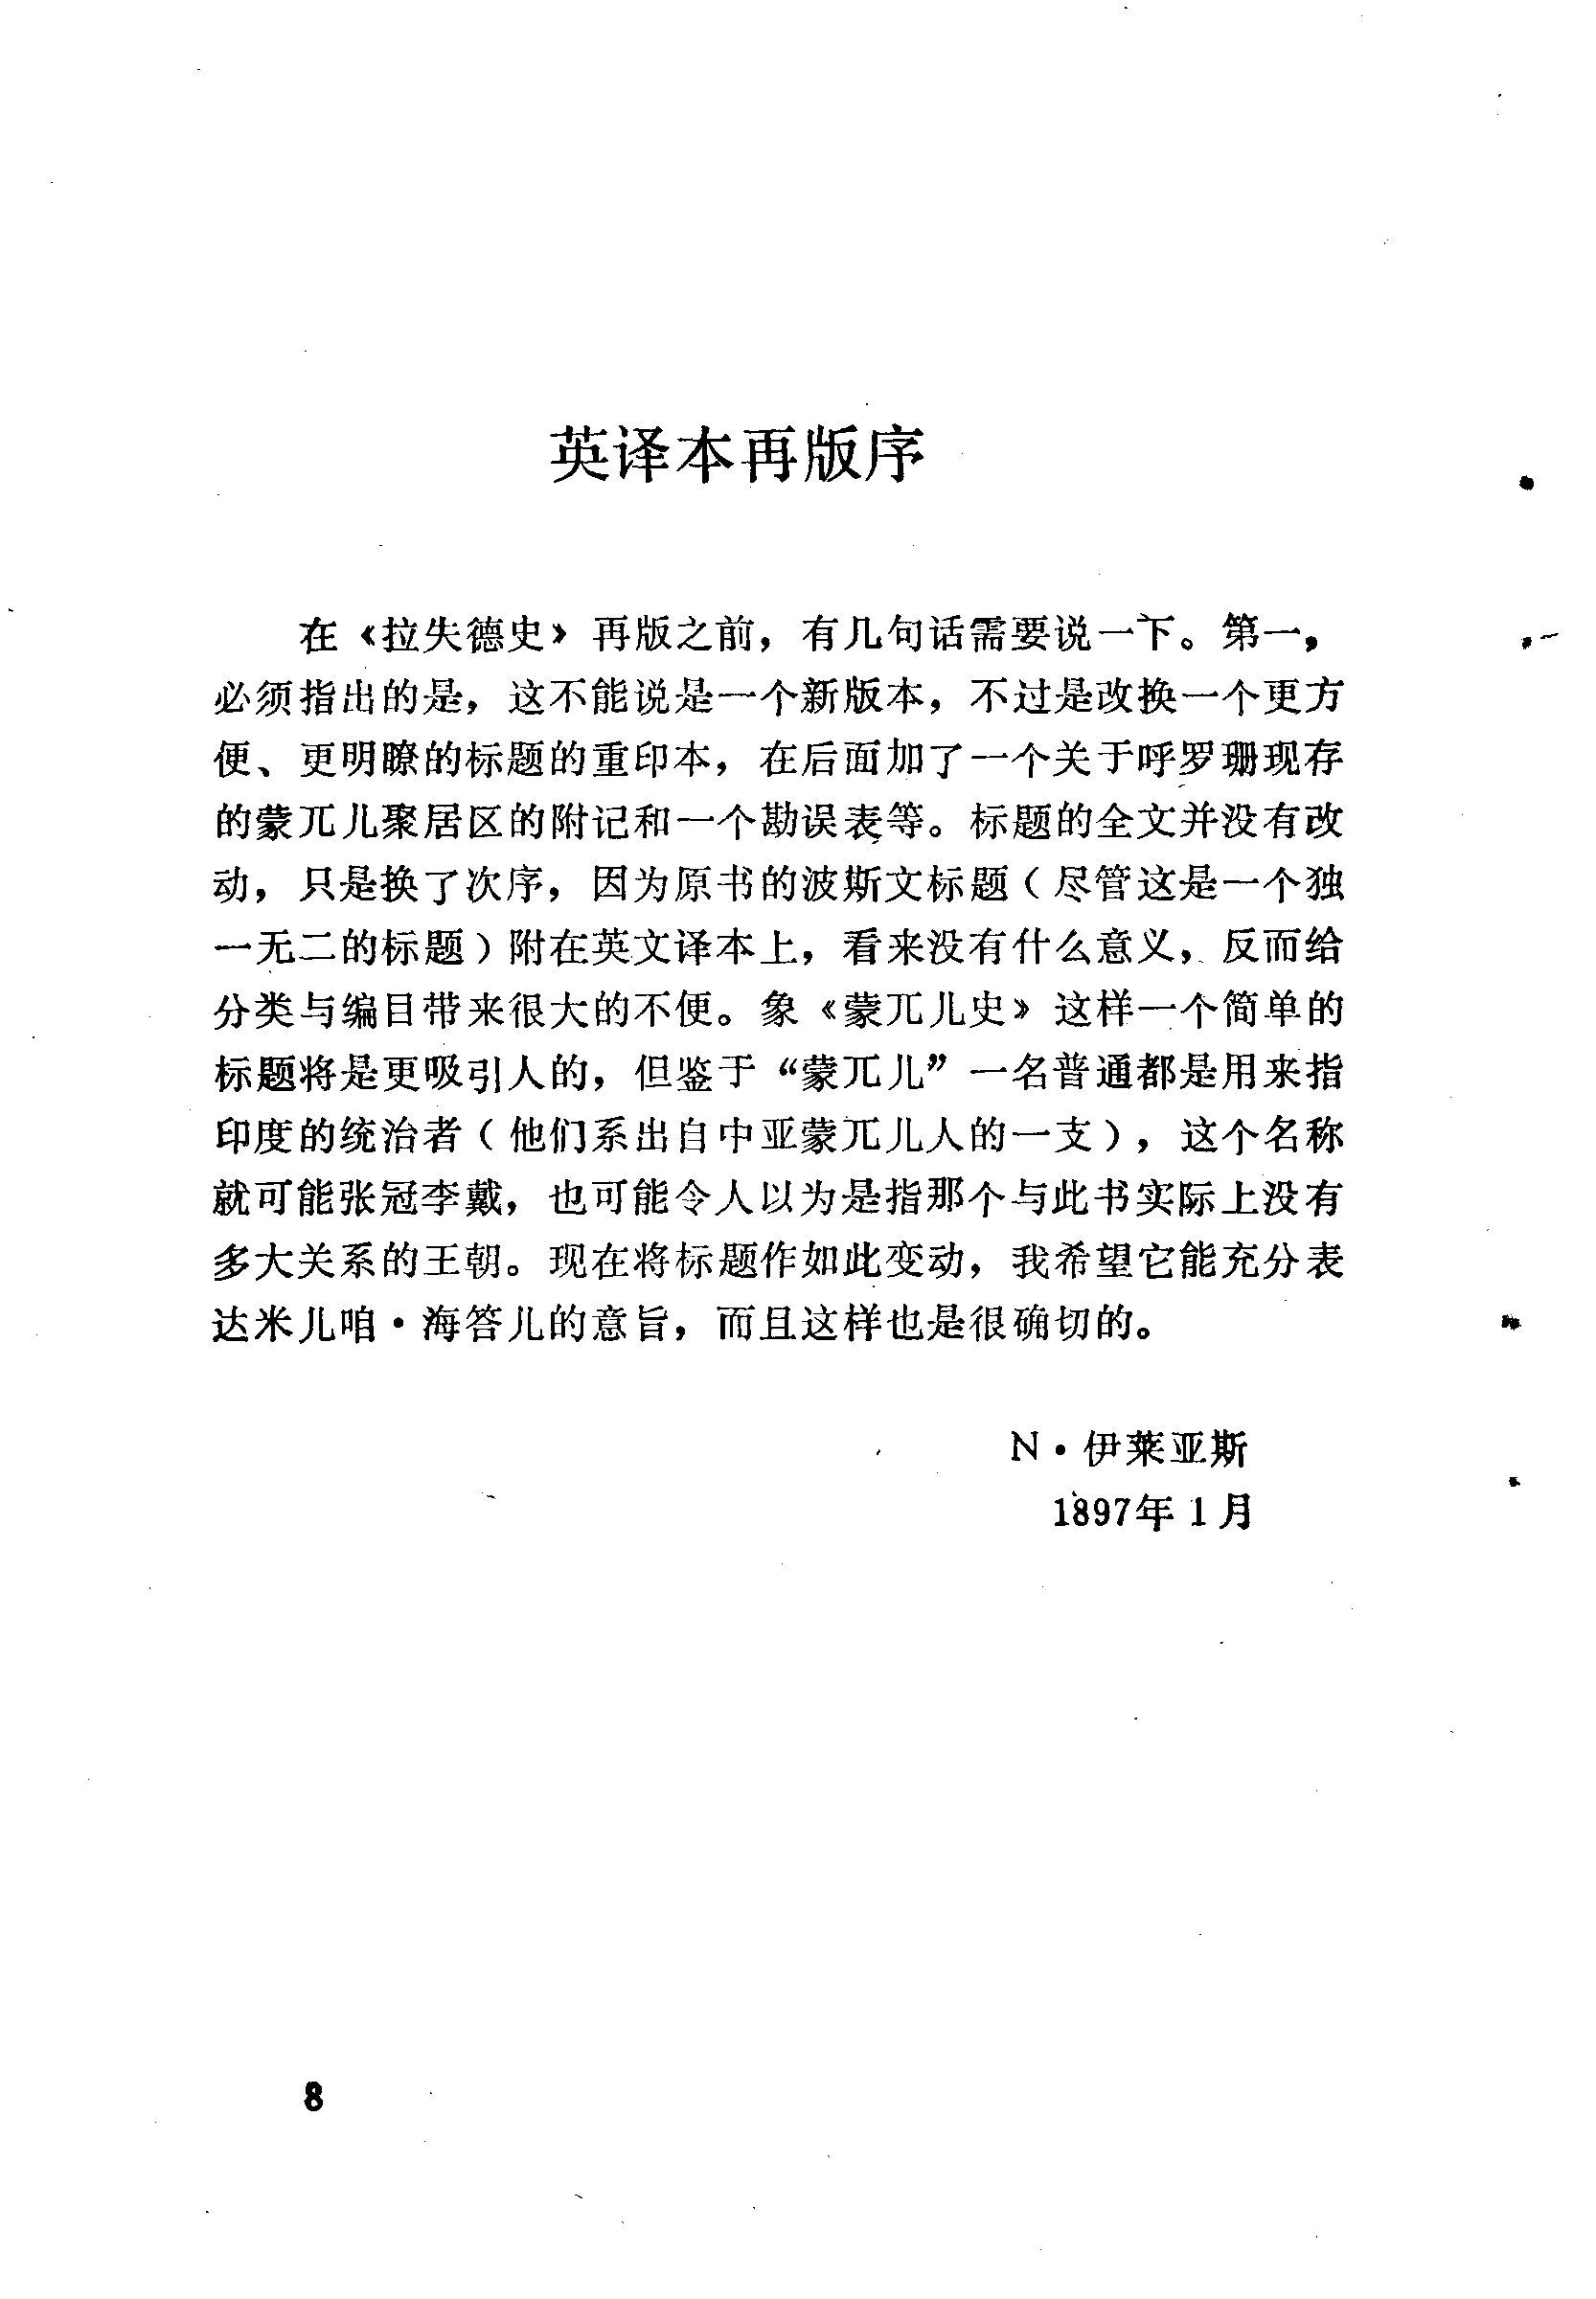 英译本再版序
在《拉失德史》再版之前，有几句话需要说一下。第一，
必须指出的是，这不能说是一个新版本，不过是改换一个更方
便、更明瞭的标题的重印本，在后面加了一个关于呼罗珊现存
的蒙兀儿聚居区的附记和一个勘误表等。标题的全文并没有改
动，只是换了次序，因为原书的波斯文标题（尽管这是一个独
一无二的标题）附在英文译本上，看来没有什么意义，反而给
分类与编目带来很大的不便。象《蒙兀儿史》这样一个简单的
标题将是更吸引人的，但鉴于“蒙兀儿”一名普通都是用来指
印度的统治者（他们系出自中亚蒙兀儿人的一支），这个名称
就可能张冠李戴，也可能令人以为是指那个与此书实际上没有
多大关系的王朝。现在将标题作如此变动，我希望它能充分表
达米儿咱·海答儿的意旨，而且这样也是很确切的。
N·伊莱亚斯
1897年1月
8